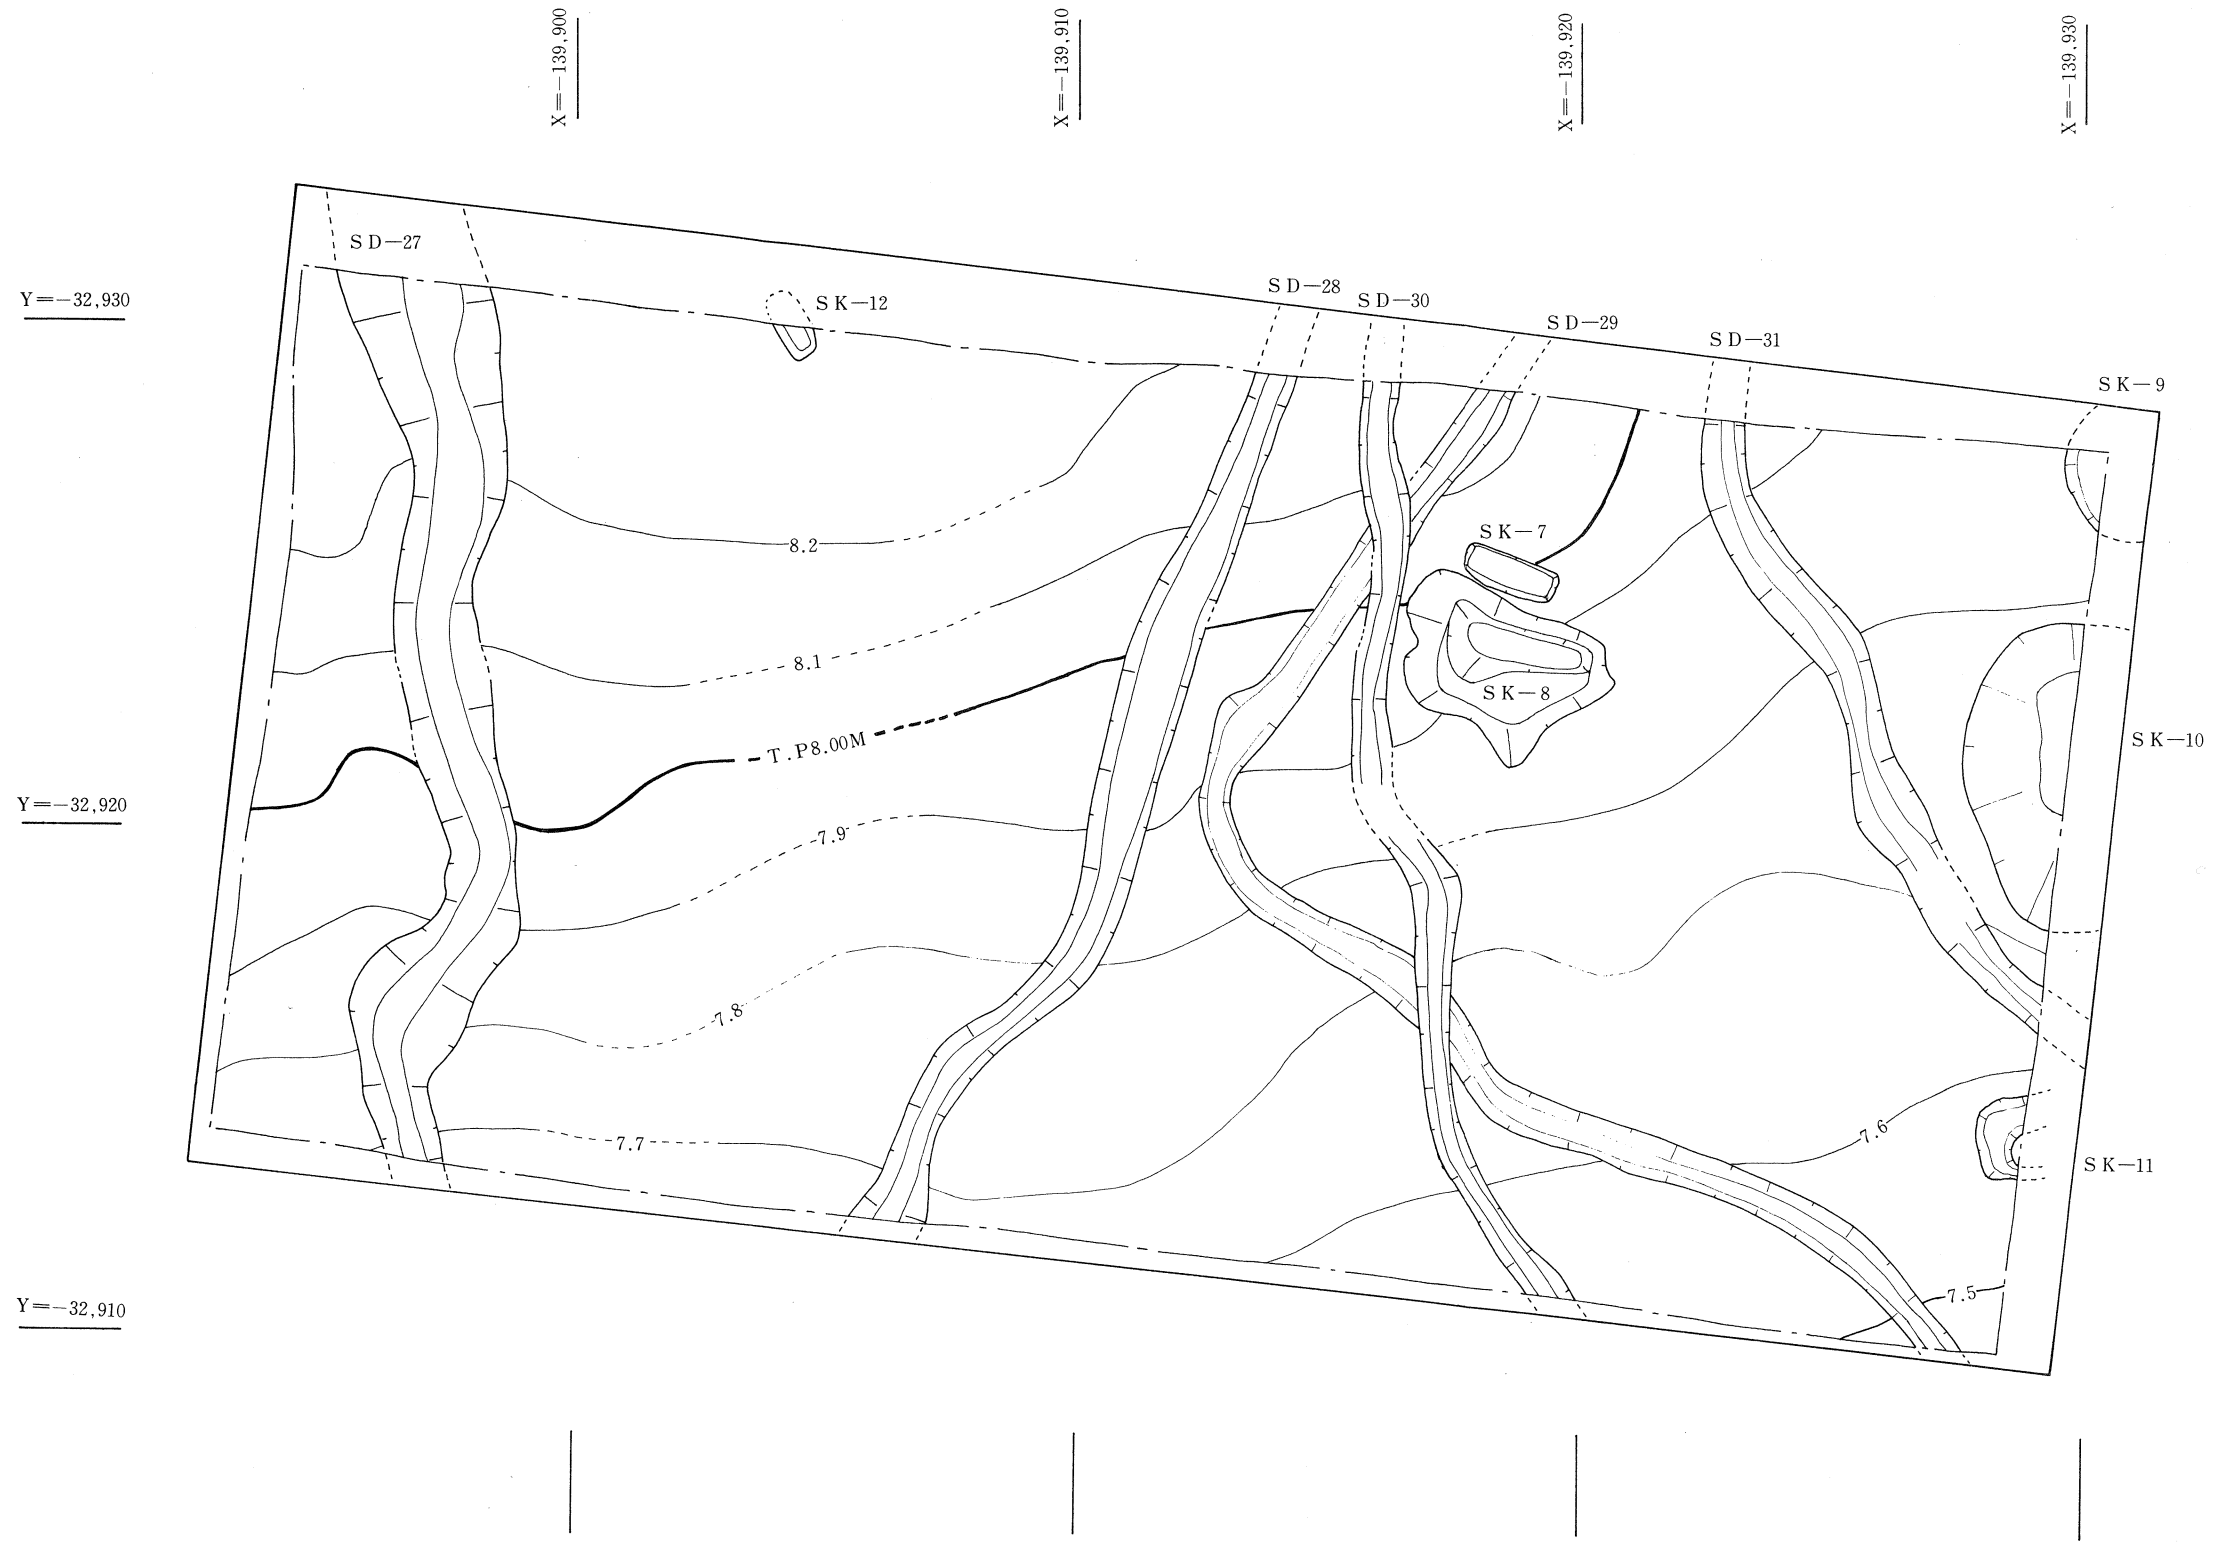 X=-139,900
X=-139,910
X=-139,920
X=-139,930
SD-27
Y=-32,930
SK-12
SD-28
SD-30
SD-29
SD-31
SK-9
SK-7
8.2
8.1
SK-8
T.P8.00M
SK-10
Y=-32,920
7.9
7.8
7.7
7.6
SK-11
7.5
Y=-32,910